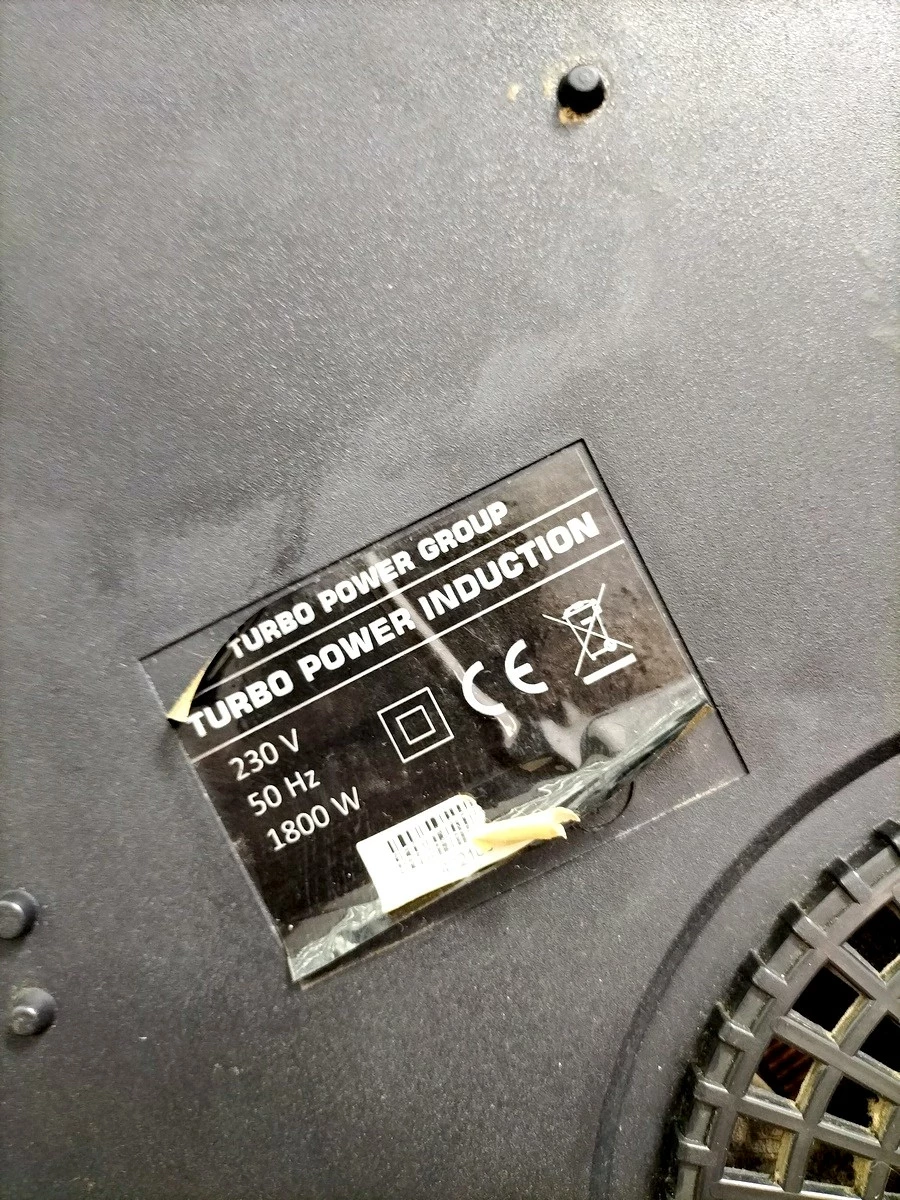 TURBO POWER GROUP
TURBO POWER INDUCTION
230 V
50 Hz
1800 W
CE